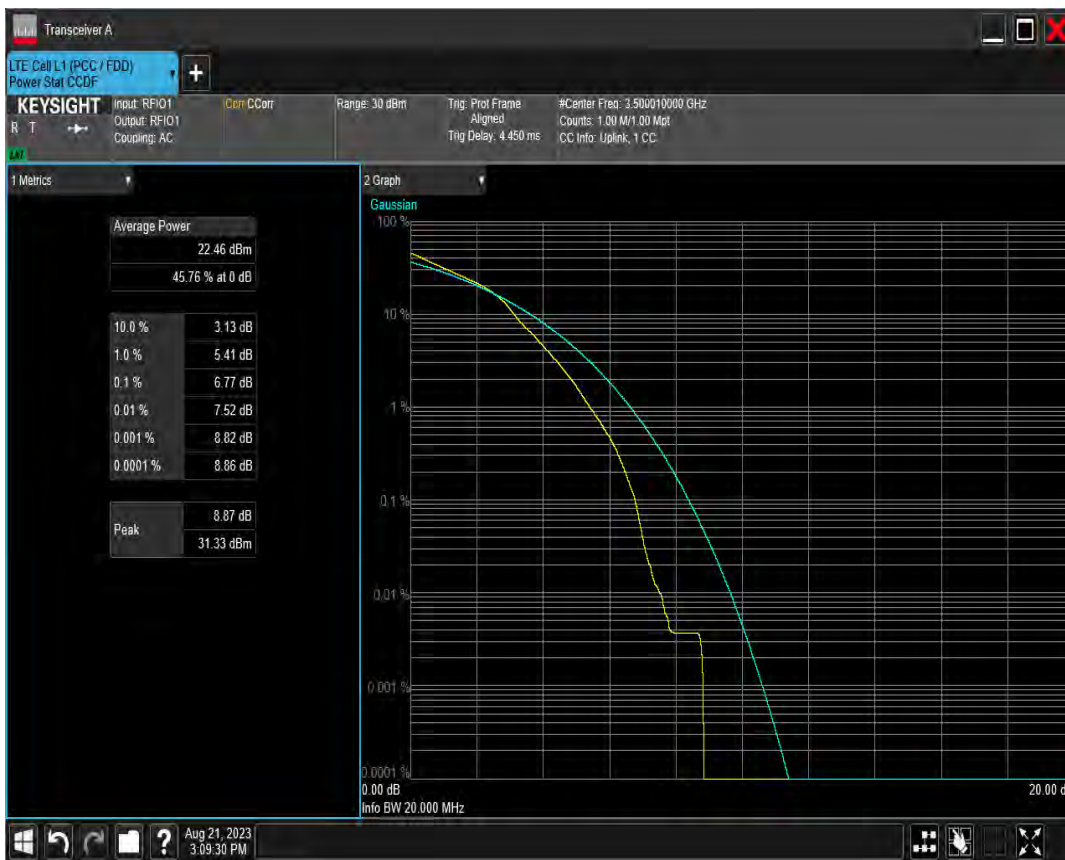 Transceiver A
LTE Cell L1 (PCC / FDD)
Power Stat CCDF
+
KEYSIGHT
R T
LNI
Input: RFIO1
Output: RFIO1
Coupling: AC
Corr CCorr
Range: 30 dBm
Trig: Prot Frame
Aligned
Trig Delay: 4.450 ms
#Center Freq: 3.500010000 GHz
Counts: 1.00 M/1.00 Mpt
CC Info: Uplink, 1 CC
1 Metrics
Average Power
22.46 dBm
45.76 % at 0 dB
10.0 % 3.13 dB
1.0 % 5.41 dB
0.1 % 6.77 dB
0.01 % 7.52 dB
0.001 % 8.82 dB
0.0001 % 8.86 dB
Peak
8.87 dB
31.33 dBm
2 Graph
Gaussian
100 %
10 %
1 %
0.1 %
0.01 %
0.001 %
0.0001 %
0.00 dB
20.00 d
Info BW 20.000 MHz
?
Aug 21, 2023
3:09:30 PM